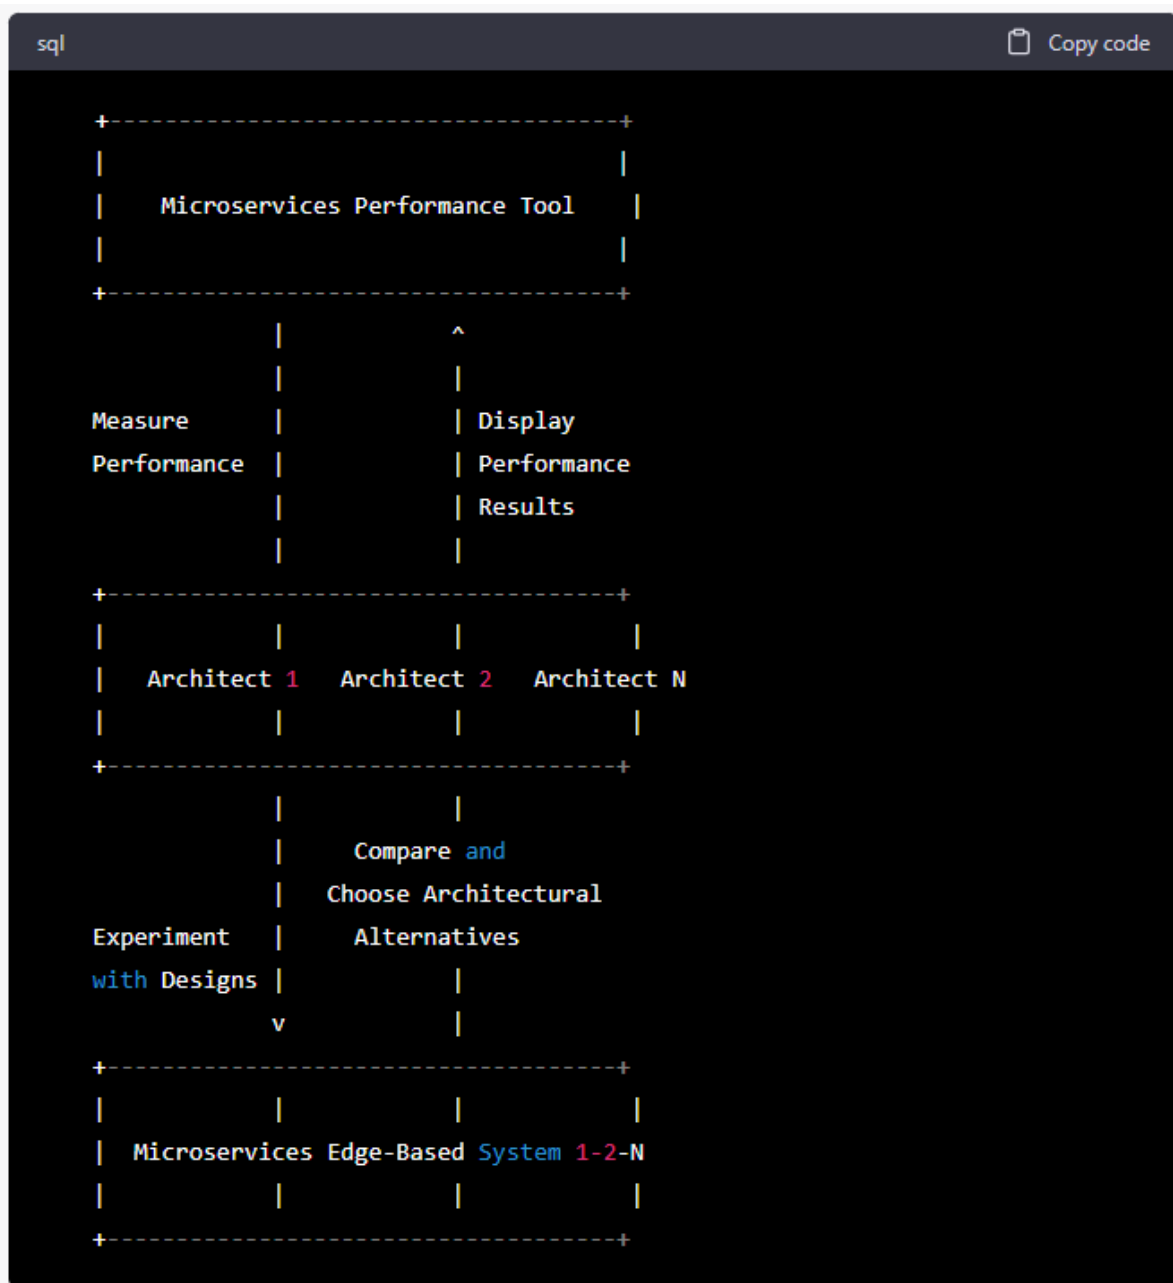 sql Copy code
+-------------------------------------+
|                                     |
|    Microservices Performance Tool    |
|                                     |
+-------------------------------------+
             |            ^
             |            |
Measure      |            | Display
Performance  |            | Performance
             |            | Results
             |            |
+-------------------------------------+
|            |            |            |
|   Architect 1   Architect 2   Architect N
|            |            |            |
+-------------------------------------+
             |            |
             |     Compare and
             |   Choose Architectural
Experiment   |     Alternatives
with Designs |            |
             v            |
+-------------------------------------+
|            |            |            |
|  Microservices Edge-Based System 1-2-N
|            |            |            |
+-------------------------------------+